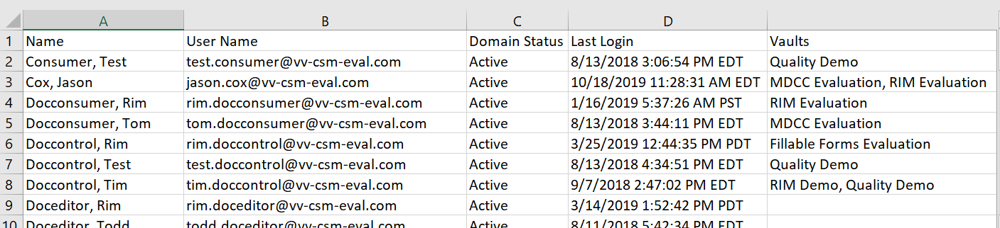 A B C D
1 Name User Name Domain Status Last Login Vaults
2 Consumer, Test test.consumer@vv-csm-eval.com Active 8/13/2018 3:06:54 PM EDT Quality Demo
3 Cox, Jason jason.cox@vv-csm-eval.com Active 10/18/2019 11:28:31 AM EDT MDCC Evaluation, RIM Evaluation
4 Docconsumer, Rim rim.docconsumer@vv-csm-eval.com Active 1/16/2019 5:37:26 AM PST RIM Evaluation
5 Docconsumer, Tom tom.docconsumer@vv-csm-eval.com Active 8/13/2018 3:44:11 PM EDT MDCC Evaluation
6 Doccontrol, Rim rim.doccontrol@vv-csm-eval.com Active 3/25/2019 12:44:35 PM PDT Fillable Forms Evaluation
7 Doccontrol, Test test.doccontrol@vv-csm-eval.com Active 8/13/2018 4:34:51 PM EDT Quality Demo
8 Doccontrol, Tim tim.doccontrol@vv-csm-eval.com Active 9/7/2018 2:47:02 PM EDT RIM Demo, Quality Demo
9 Doceditor, Rim rim.doceditor@vv-csm-eval.com Active 3/14/2019 1:52:42 PM PDT
10 Doceditor, Todd todd.doceditor@vv-csm-eval.com Active 8/11/2018 5:42:34 PM EDT